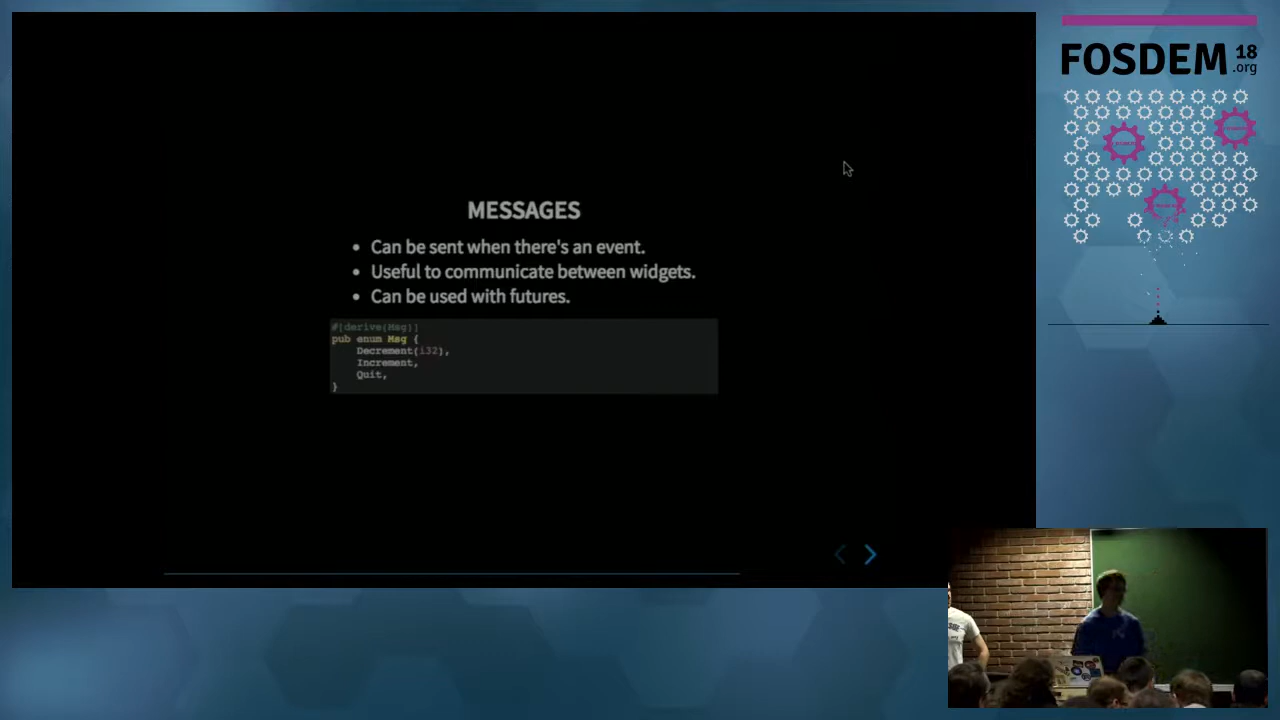 MESSAGES
Can be sent when there's an event.
Useful to communicate between widgets.
Can be used with futures.
#[derive(Msg)]
pub enum Msg {
Decrement(i32),
Increment,
Quit,
}
FOSDEM 18
.org